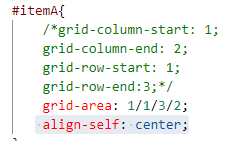 #itemA{
/*grid-column-start: 1;
grid-column-end: 2;
grid-row-start: 1;
grid-row-end:3;*/
grid-area: 1/1/3/2;
align-self: center;